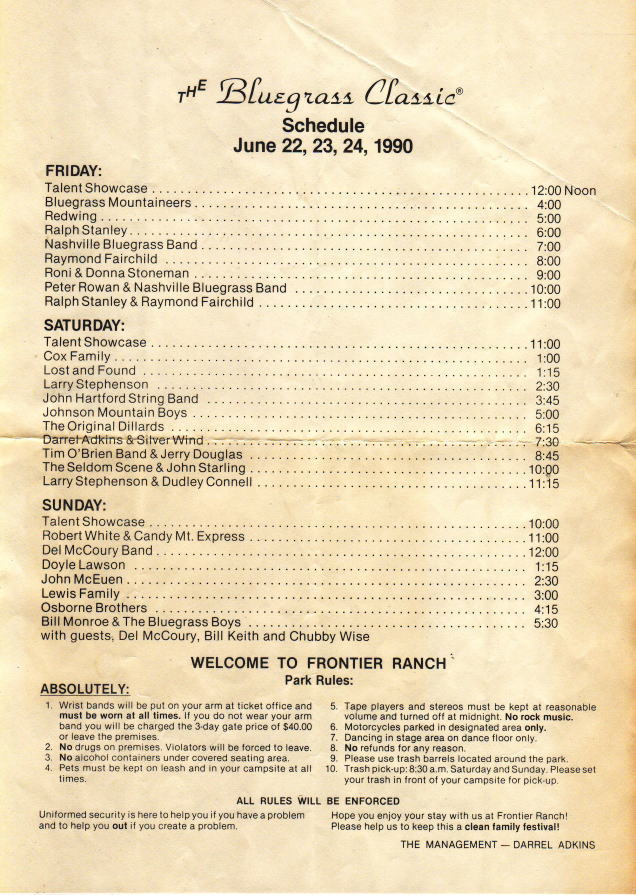 THE Bluegrass Classic®
Schedule
June 22, 23, 24, 1990
FRIDAY:
Talent Showcase . . . . . . . . . . 12:00 Noon
Bluegrass Mountaineers . . . . . . . . . . 4:00
Redwing . . . . . . . . . . 5:00
Ralph Stanley . . . . . . . . . . 6:00
Nashville Bluegrass Band . . . . . . . . . . 7:00
Raymond Fairchild . . . . . . . . . . 8:00
Roni & Donna Stoneman . . . . . . . . . . 9:00
Peter Rowan & Nashville Bluegrass Band . . . . . . . . . . 10:00
Ralph Stanley & Raymond Fairchild . . . . . . . . . . 11:00
SATURDAY:
Talent Showcase . . . . . . . . . . 11:00
Cox Family . . . . . . . . . . 1:00
Lost and Found . . . . . . . . . . 1:15
Larry Stephenson . . . . . . . . . . 2:30
John Hartford String Band . . . . . . . . . . 3:45
Johnson Mountain Boys . . . . . . . . . . 5:00
The Original Dillards . . . . . . . . . . 6:15
Darrel Adkins & Silver Wind . . . . . . . . . . 7:30
Tim O'Brien Band & Jerry Douglas . . . . . . . . . . 8:45
The Seldom Scene & John Starling . . . . . . . . . . 10:00
Larry Stephenson & Dudley Connell . . . . . . . . . . 11:15
SUNDAY:
Talent Showcase . . . . . . . . . . 10:00
Robert White & Candy Mt. Express . . . . . . . . . . 11:00
Del McCoury Band . . . . . . . . . . 12:00
Doyle Lawson . . . . . . . . . . 1:15
John McEuen . . . . . . . . . . 2:30
Lewis Family . . . . . . . . . . 3:00
Osborne Brothers . . . . . . . . . . 4:15
Bill Monroe & The Bluegrass Boys . . . . . . . . . . 5:30
with guests, Del McCoury, Bill Keith and Chubby Wise
WELCOME TO FRONTIER RANCH
Park Rules:
ABSOLUTELY:
1. Wrist bands will be put on your arm at ticket office and
must be worn at all times. If you do not wear your arm
band you will be charged the 3-day gate price of $40.00
or leave the premises.
2. No drugs on premises. Violators will be forced to leave.
3. No alcohol containers under covered seating area.
4. Pets must be kept on leash and in your campsite at all
times.
5. Tape players and stereos must be kept at reasonable
volume and turned off at midnight. No rock music.
6. Motorcycles parked in designated area only.
7. Dancing in stage area on dance floor only.
8. No refunds for any reason.
9. Please use trash barrels located around the park.
10. Trash pick-up: 8:30 a.m. Saturday and Sunday. Please set
your trash in front of your campsite for pick-up.
ALL RULES WILL BE ENFORCED
Uniformed security is here to help you if you have a problem
and to help you out if you create a problem.
Hope you enjoy your stay with us at Frontier Ranch!
Please help us to keep this a clean family festival!
THE MANAGEMENT — DARREL ADKINS